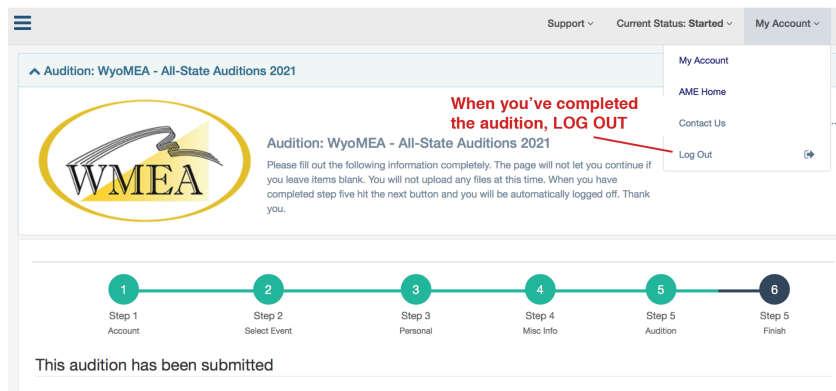 Support
Current Status: Started
My Account
Audition: WyoMEA - All-State Auditions 2021
My Account
AME Home
Contact Us
Log Out
When you've completed
the audition, LOG OUT
WMEA
Audition: WyoMEA - All-State Auditions 2021
Please fill out the following information completely. The page will not let you continue if
you leave items blank. You will not upload any files at this time. When you have
completed step five hit the next button and you will be automatically logged off. Thank
you.
1
2
3
4
5
6
Step 1
Step 2
Step 3
Step 4
Step 5
Step 5
Account
Select Event
Personal
Misc Info
Audition
Finish
This audition has been submitted